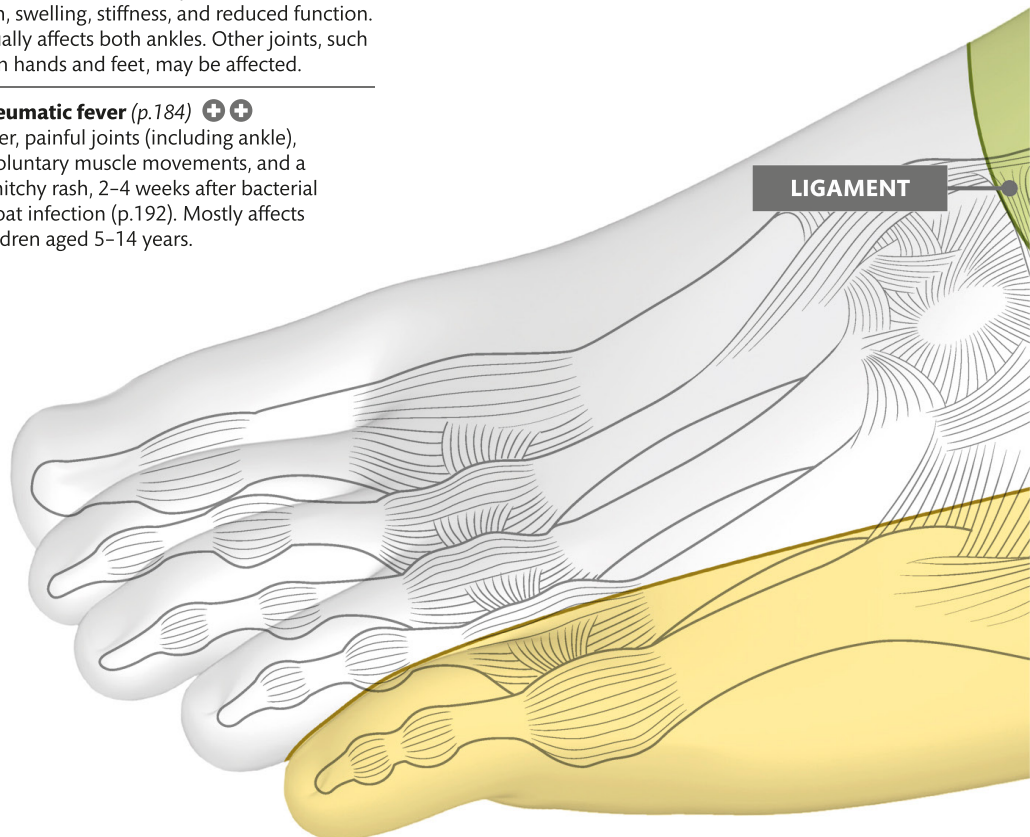 n, swelling, stiffness, and reduced function.
ually affects both ankles. Other joints, such
n hands and feet, may be affected.
eumatic fever (p.184)
er, painful joints (including ankle),
oluntary muscle movements, and a
nitchy rash, 2–4 weeks after bacterial
oat infection (p.192). Mostly affects
dren aged 5–14 years.
LIGAMENT